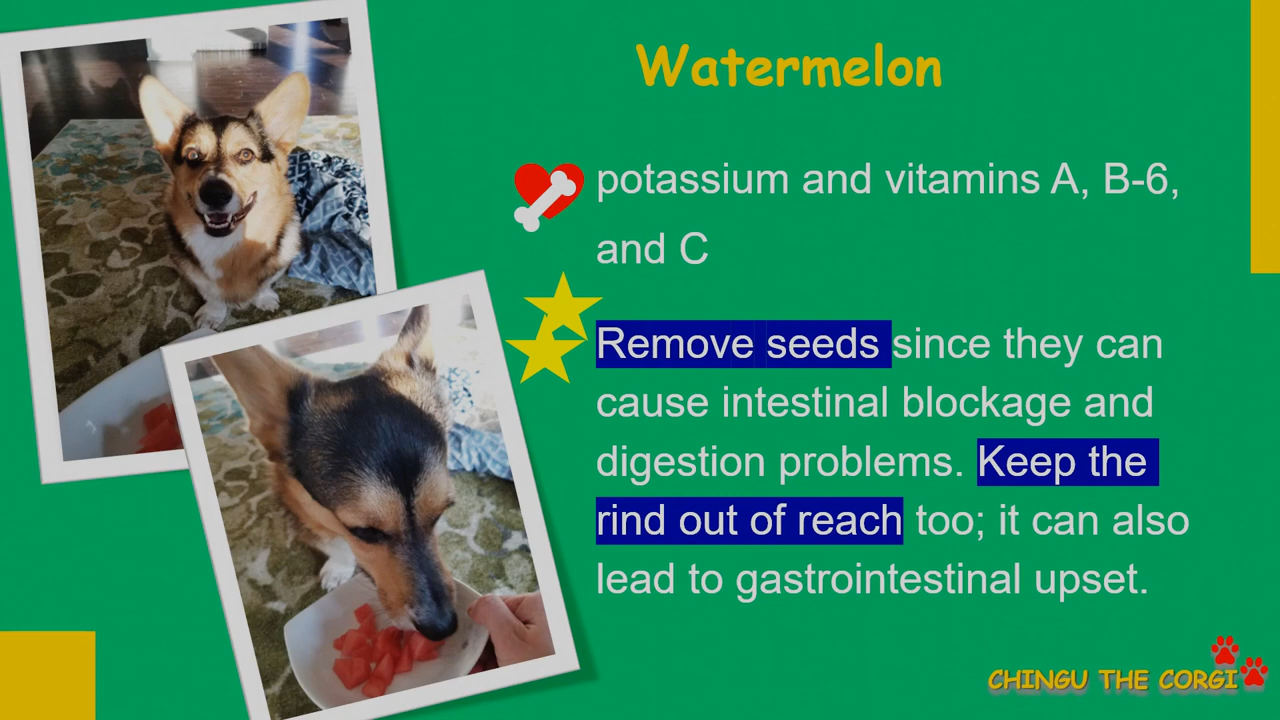 Watermelon
potassium and vitamins A, B-6,
and C
Remove seeds since they can
cause intestinal blockage and
digestion problems. Keep the
rind out of reach too; it can also
lead to gastrointestinal upset.
CHINGU THE CORGI